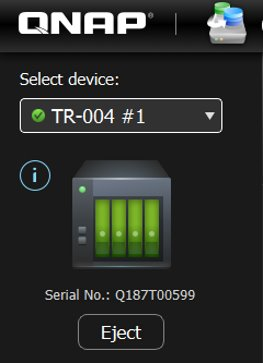 QNAP
Select device:
TR-004 #1
i
Serial No.: Q187T00599
Eject